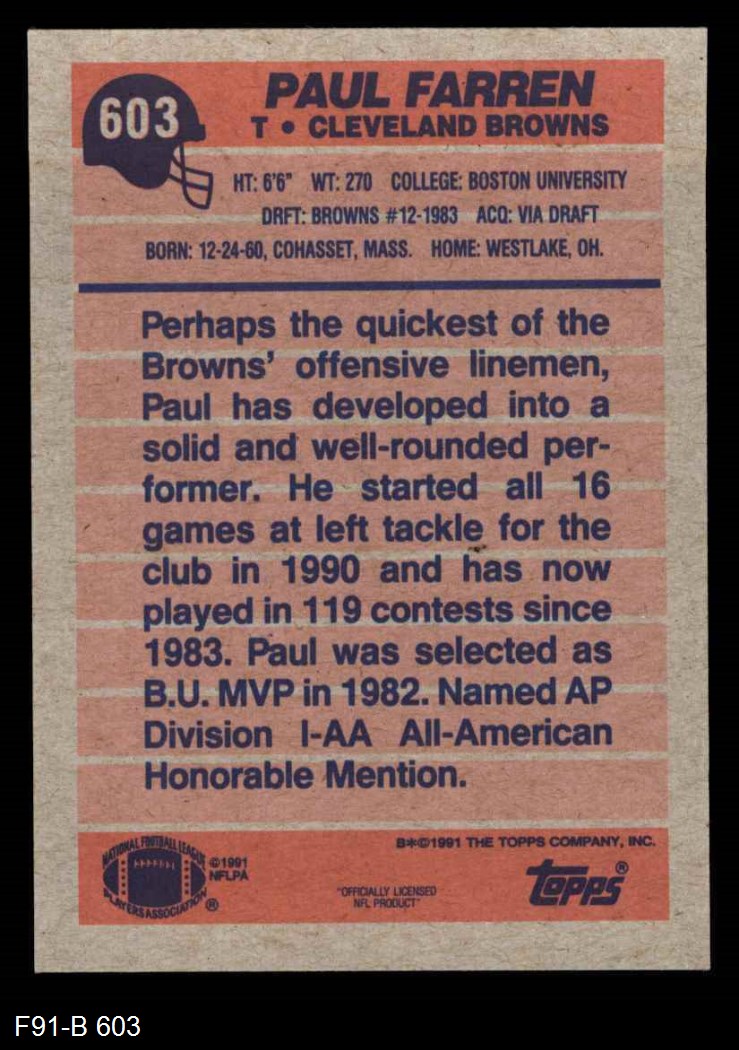 603
PAUL FARREN
T • CLEVELAND BROWNS
HT: 6'6" WT: 270 COLLEGE: BOSTON UNIVERSITY
DRFT: BROWNS #12-1983 ACQ: VIA DRAFT
BORN: 12-24-60, COHASSET, MASS. HOME: WESTLAKE, OH.
Perhaps the quickest of the
Browns' offensive linemen,
Paul has developed into a
solid and well-rounded per-
former. He started all 16
games at left tackle for the
club in 1990 and has now
played in 119 contests since
1983. Paul was selected as
B.U. MVP in 1982. Named AP
Division I-AA All-American
Honorable Mention.
NATIONAL FOOTBALL LEAGUE
PLAYERS ASSOCIATION ®
©1991
NFLPA
"OFFICIALLY LICENSED
NFL PRODUCT"
B*©1991 THE TOPPS COMPANY, INC.
topps®
F91-B 603